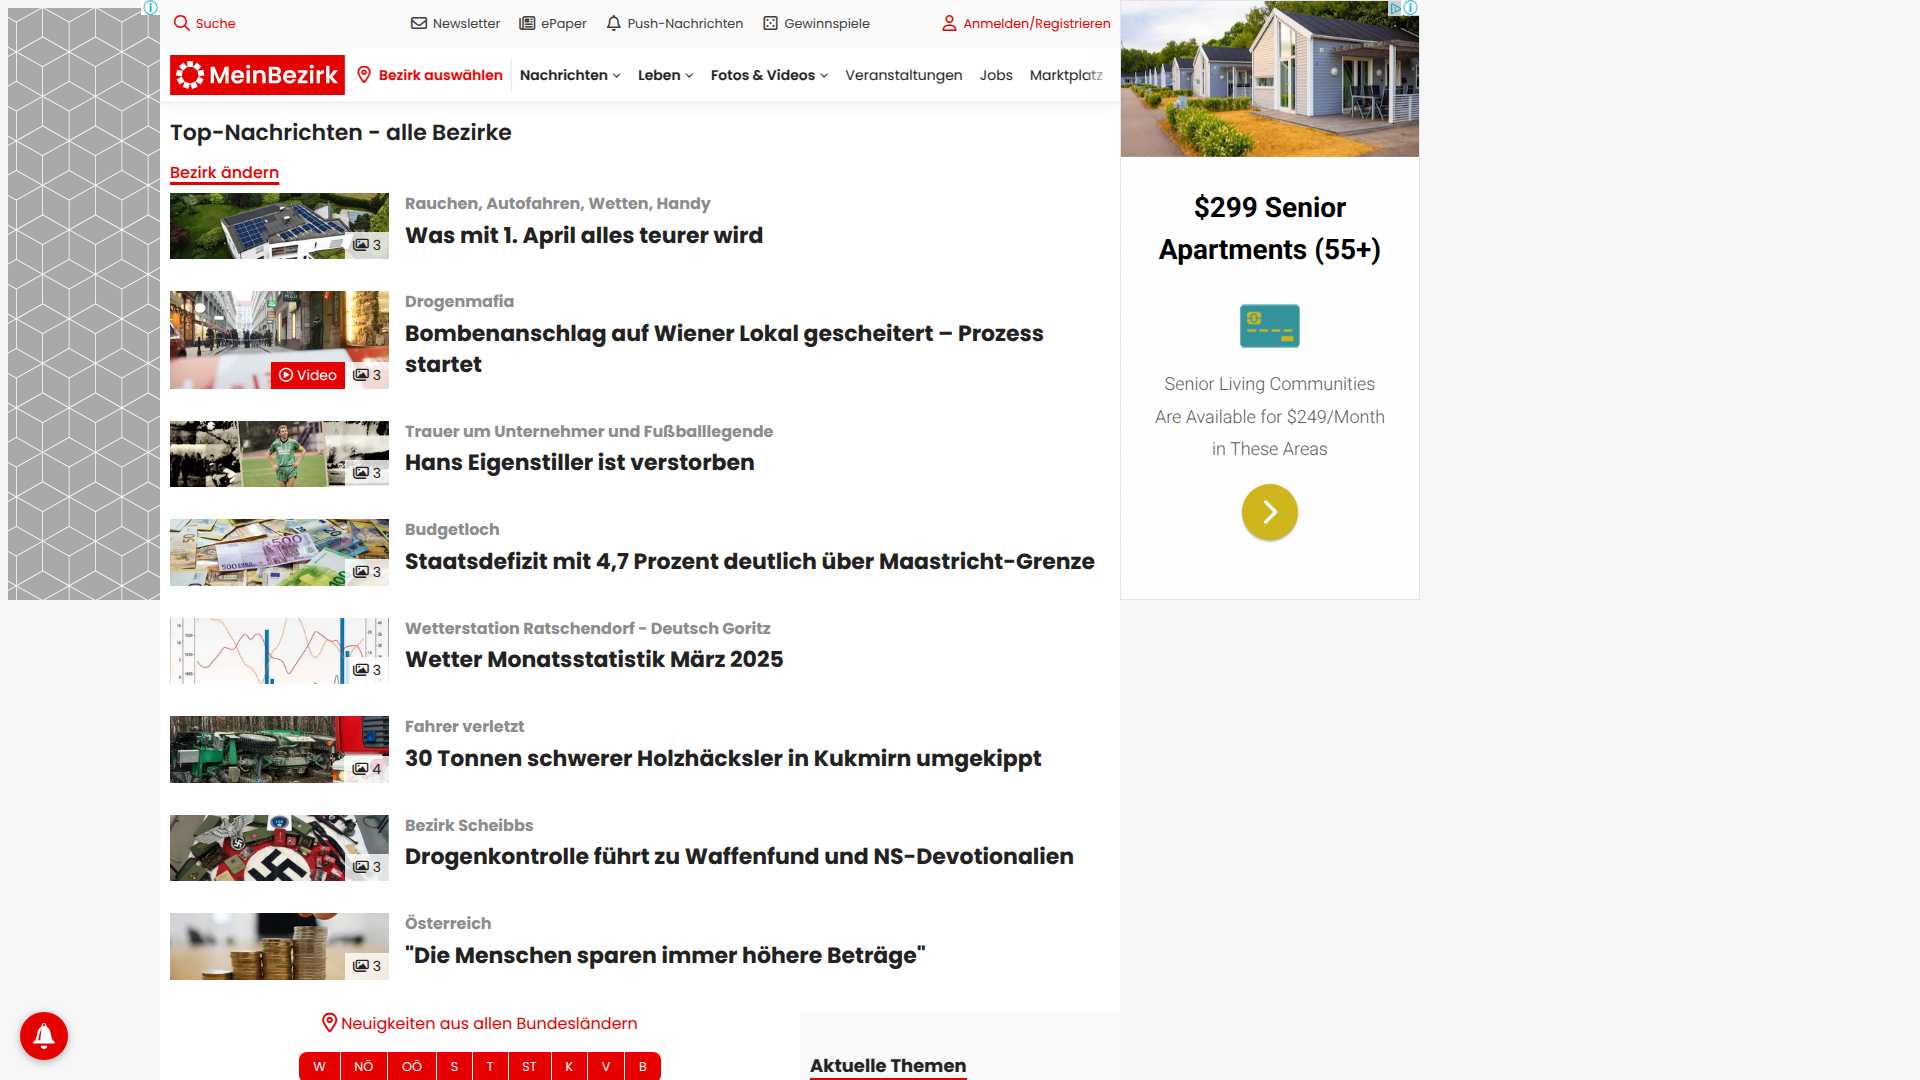 Suche
Newsletter
ePaper
Push-Nachrichten
Gewinnspiele
Anmelden/Registrieren
MeinBezirk
Bezirk auswählen
Nachrichten
Leben
Fotos & Videos
Veranstaltungen
Jobs
Marktplatz
Top-Nachrichten - alle Bezirke
Bezirk ändern
3
Rauchen, Autofahren, Wetten, Handy
Was mit 1. April alles teurer wird
Video
3
Drogenmafia
Bombenanschlag auf Wiener Lokal gescheitert – Prozess
startet
3
Trauer um Unternehmer und Fußballlegende
Hans Eigenstiller ist verstorben
3
Budgetloch
Staatsdefizit mit 4,7 Prozent deutlich über Maastricht-Grenze
3
Wetterstation Ratschendorf - Deutsch Goritz
Wetter Monatsstatistik März 2025
4
Fahrer verletzt
30 Tonnen schwerer Holzhäcksler in Kukmirn umgekippt
3
Bezirk Scheibbs
Drogenkontrolle führt zu Waffenfund und NS-Devotionalien
3
Österreich
"Die Menschen sparen immer höhere Beträge"
Neuigkeiten aus allen Bundesländern
W NÖ OÖ S T ST K V B
Aktuelle Themen
$299 Senior
Apartments (55+)
Senior Living Communities
Are Available for $249/Month
in These Areas